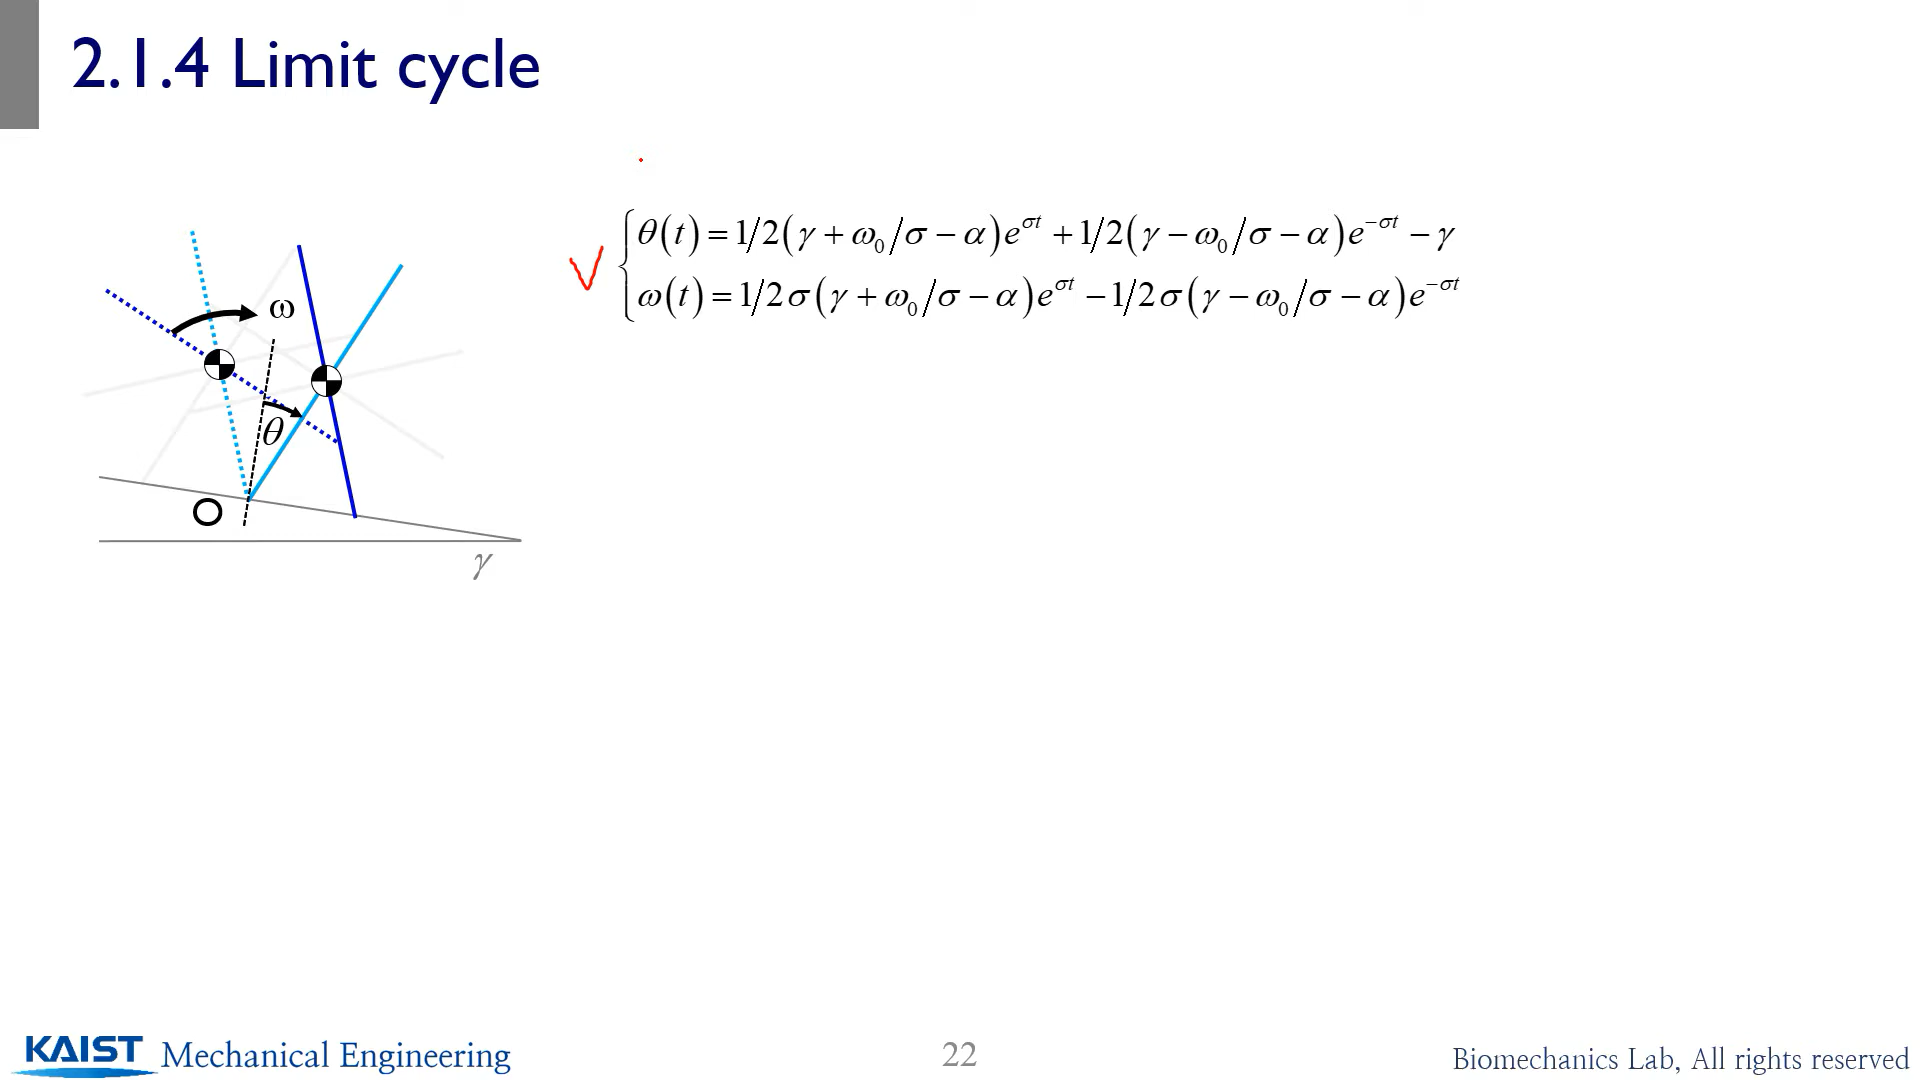 2.1.4 Limit cycle
θ(t) = 1/2(γ + ω₀/σ − α)e^{σt} + 1/2(γ − ω₀/σ − α)e^{−σt} − γ
ω(t) = 1/2σ(γ + ω₀/σ − α)e^{σt} − 1/2σ(γ − ω₀/σ − α)e^{−σt}
ω
θ
O
γ
KAIST Mechanical Engineering
22
Biomechanics Lab, All rights reserved